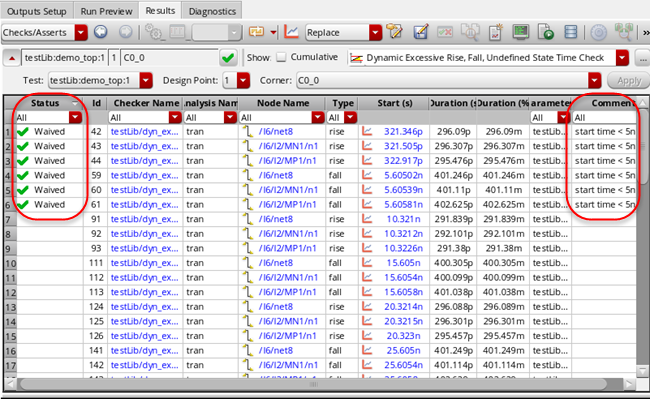 Outputs Setup Run Preview Results Diagnostics
Checks/Asserts Replace
testLib:demo_top:1 1 C0_0 Show: Cumulative Dynamic Excessive Rise, Fall, Undefined State Time Check ...
Test: testLib:demo_top:1 Design Point: 1 Corner: C0_0 Apply
Status Id Checker Name .nalysis Nam Node Name Type Start (s) Duration (s Duration (% aramete Comment
All All All All All All All
1 Waived 42 testLib/dyn_ex... tran /I6/net8 rise 321.346p 296.09p 296.09m testLib... start time < 5n
2 Waived 43 testLib/dyn_ex... tran /I6/I2/MN1/n1 rise 321.505p 296.307p 296.307m testLib... start time < 5n
3 Waived 44 testLib/dyn_ex... tran /I6/I2/MP1/n1 rise 322.917p 295.476p 295.476m testLib... start time < 5n
4 Waived 59 testLib/dyn_ex... tran /I6/net8 fall 5.60502n 401.246p 401.246m testLib... start time < 5n
5 Waived 60 testLib/dyn_ex... tran /I6/I2/MN1/n1 fall 5.60539n 401.11p 401.11m testLib... start time < 5n
6 Waived 61 testLib/dyn_ex... tran /I6/I2/MP1/n1 fall 5.60581n 402.625p 402.625m testLib... start time < 5n
7 91 testLib/dyn_ex... tran /I6/net8 rise 10.321n 291.839p 291.839m testLib...
8 92 testLib/dyn_ex... tran /I6/I2/MN1/n1 rise 10.3212n 292.101p 292.101m testLib...
9 93 testLib/dyn_ex... tran /I6/I2/MP1/n1 rise 10.3226n 291.38p 291.38m testLib...
10 111 testLib/dyn_ex... tran /I6/net8 fall 15.605n 400.305p 400.305m testLib...
11 112 testLib/dyn_ex... tran /I6/I2/MN1/n1 fall 15.6054n 400.099p 400.099m testLib...
12 113 testLib/dyn_ex... tran /I6/I2/MP1/n1 fall 15.6058n 401.038p 401.038m testLib...
13 124 testLib/dyn_ex... tran /I6/net8 rise 20.3214n 296.088p 296.089m testLib...
14 125 testLib/dyn_ex... tran /I6/I2/MN1/n1 rise 20.3215n 296.301p 296.301m testLib...
15 126 testLib/dyn_ex... tran /I6/I2/MP1/n1 rise 20.323n 295.457p 295.457m testLib...
16 141 testLib/dyn_ex... tran /I6/net8 fall 25.605n 401.249p 401.249m testLib...
17 142 testLib/dyn_ex... tran /I6/I2/MN1/n1 fall 25.6054n 401.114p 401.114m testLib...